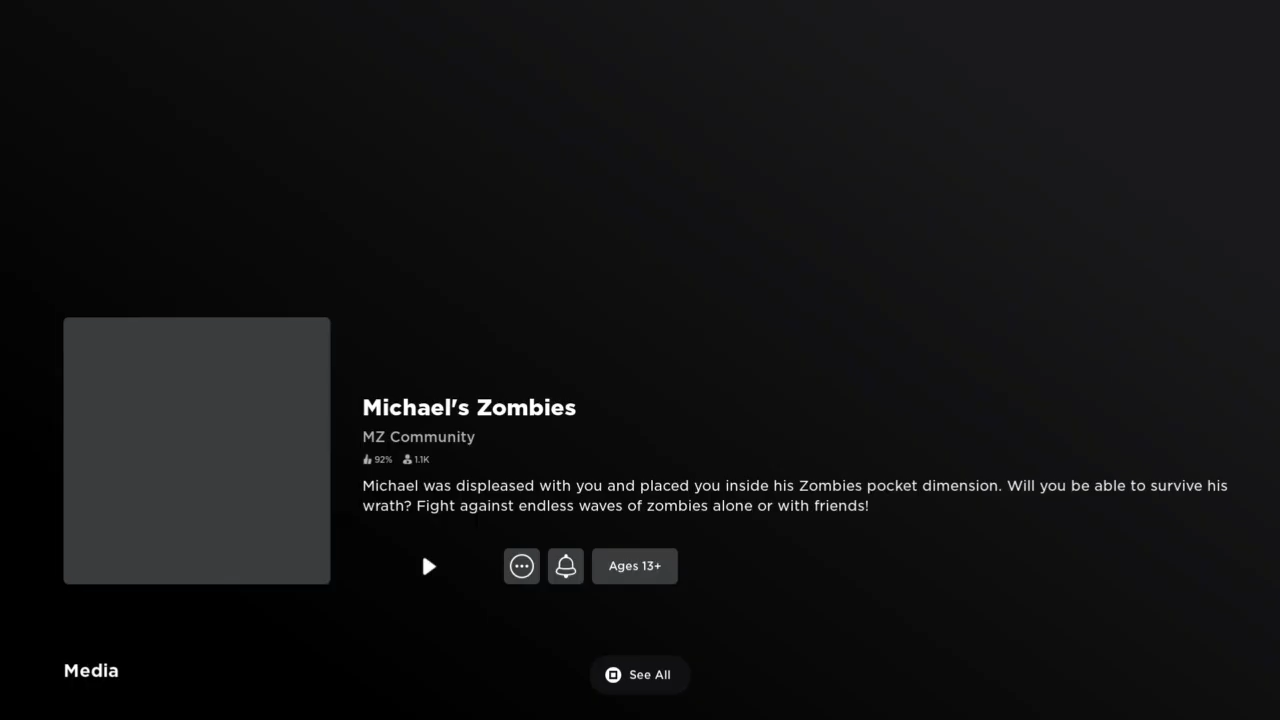 Michael's Zombies
MZ Community
92% 1.1K
Michael was displeased with you and placed you inside his Zombies pocket dimension. Will you be able to survive his
wrath? Fight against endless waves of zombies alone or with friends!
Ages 13+
Media
See All